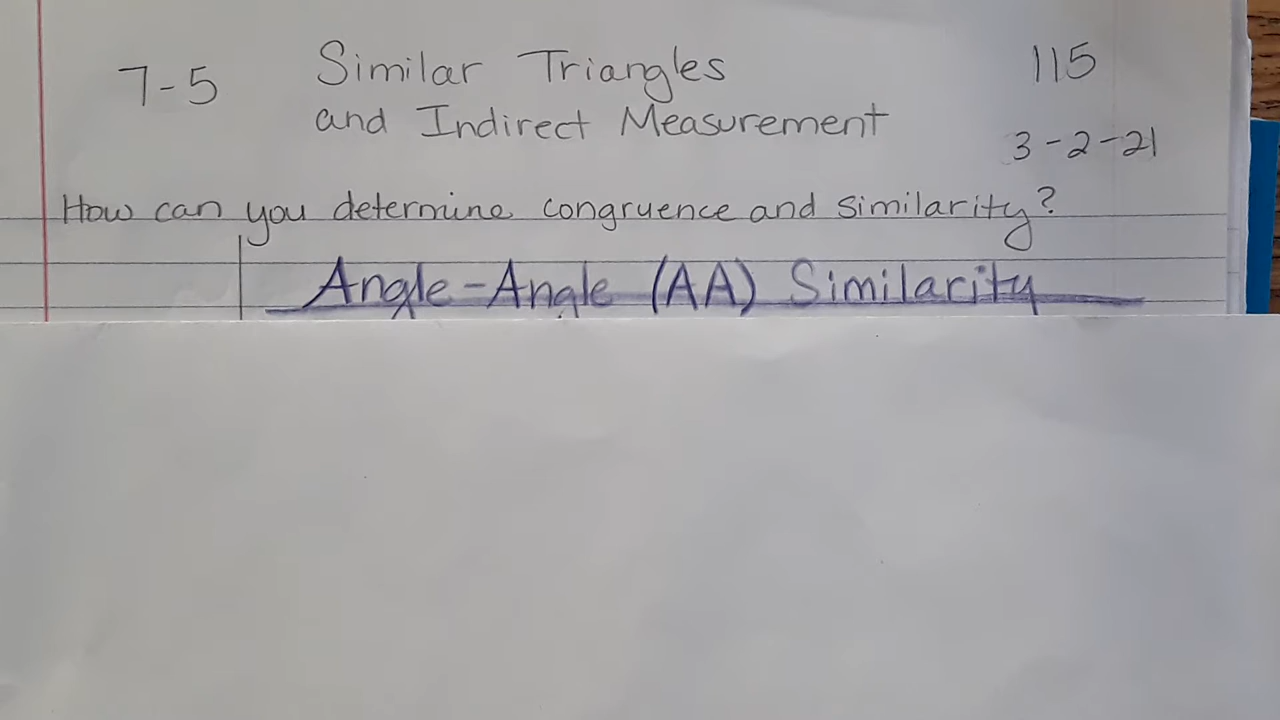 7-5 Similar Triangles 115
and Indirect Measurement
3-2-21
How can you determine congruence and similarity?
Angle-Angle (AA) Similarity